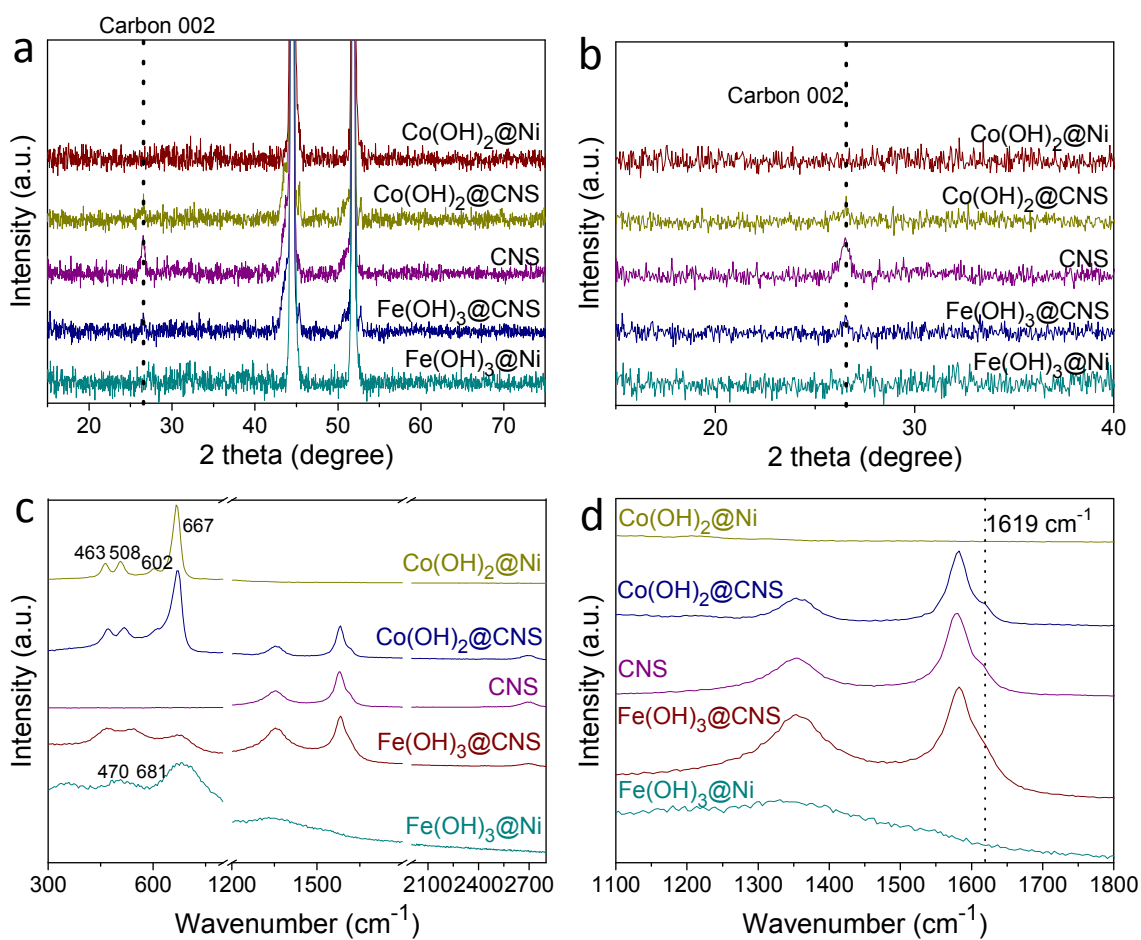 a
Carbon 002
Co(OH)2@Ni
Co(OH)2@CNS
CNS
Fe(OH)3@CNS
Fe(OH)3@Ni
Intensity (a.u.)
20 30 40 50 60 70
2 theta (degree)
b
Carbon 002
Co(OH)2@Ni
Co(OH)2@CNS
CNS
Fe(OH)3@CNS
Fe(OH)3@Ni
Intensity (a.u.)
20 30 40
2 theta (degree)
c
463 508 602 667
Co(OH)2@Ni
Co(OH)2@CNS
CNS
Fe(OH)3@CNS
470 681
Fe(OH)3@Ni
Intensity (a.u.)
300 600 1200 1500 2100 2400 2700
Wavenumber (cm-1)
d
Co(OH)2@Ni
1619 cm-1
Co(OH)2@CNS
CNS
Fe(OH)3@CNS
Fe(OH)3@Ni
Intensity (a.u.)
1100 1200 1300 1400 1500 1600 1700 1800
Wavenumber (cm-1)